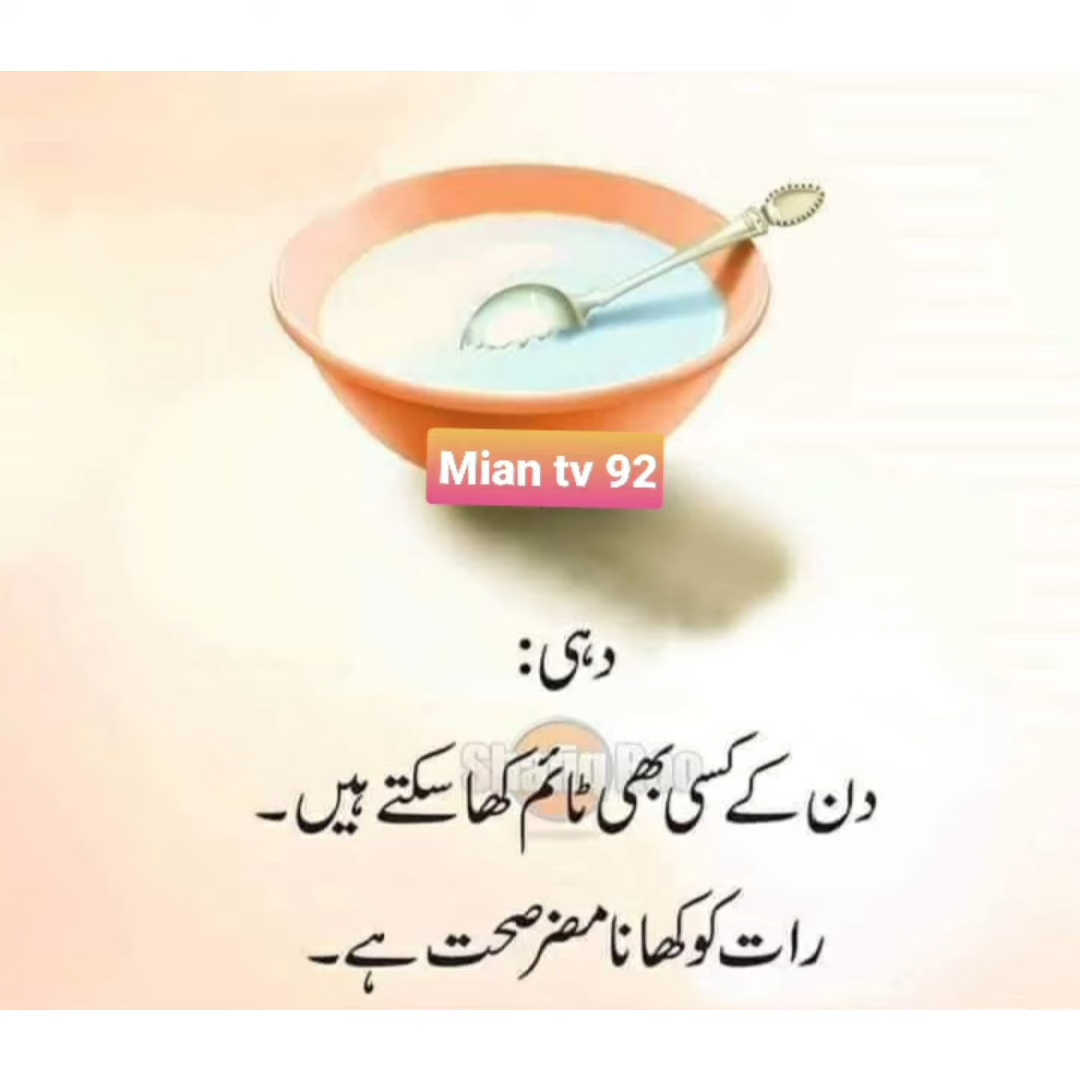 Mian tv 92
دہی:
دن کے کسی بھی ٹائم کھا سکتے ہیں۔
رات کو کھانا مضر صحت ہے۔